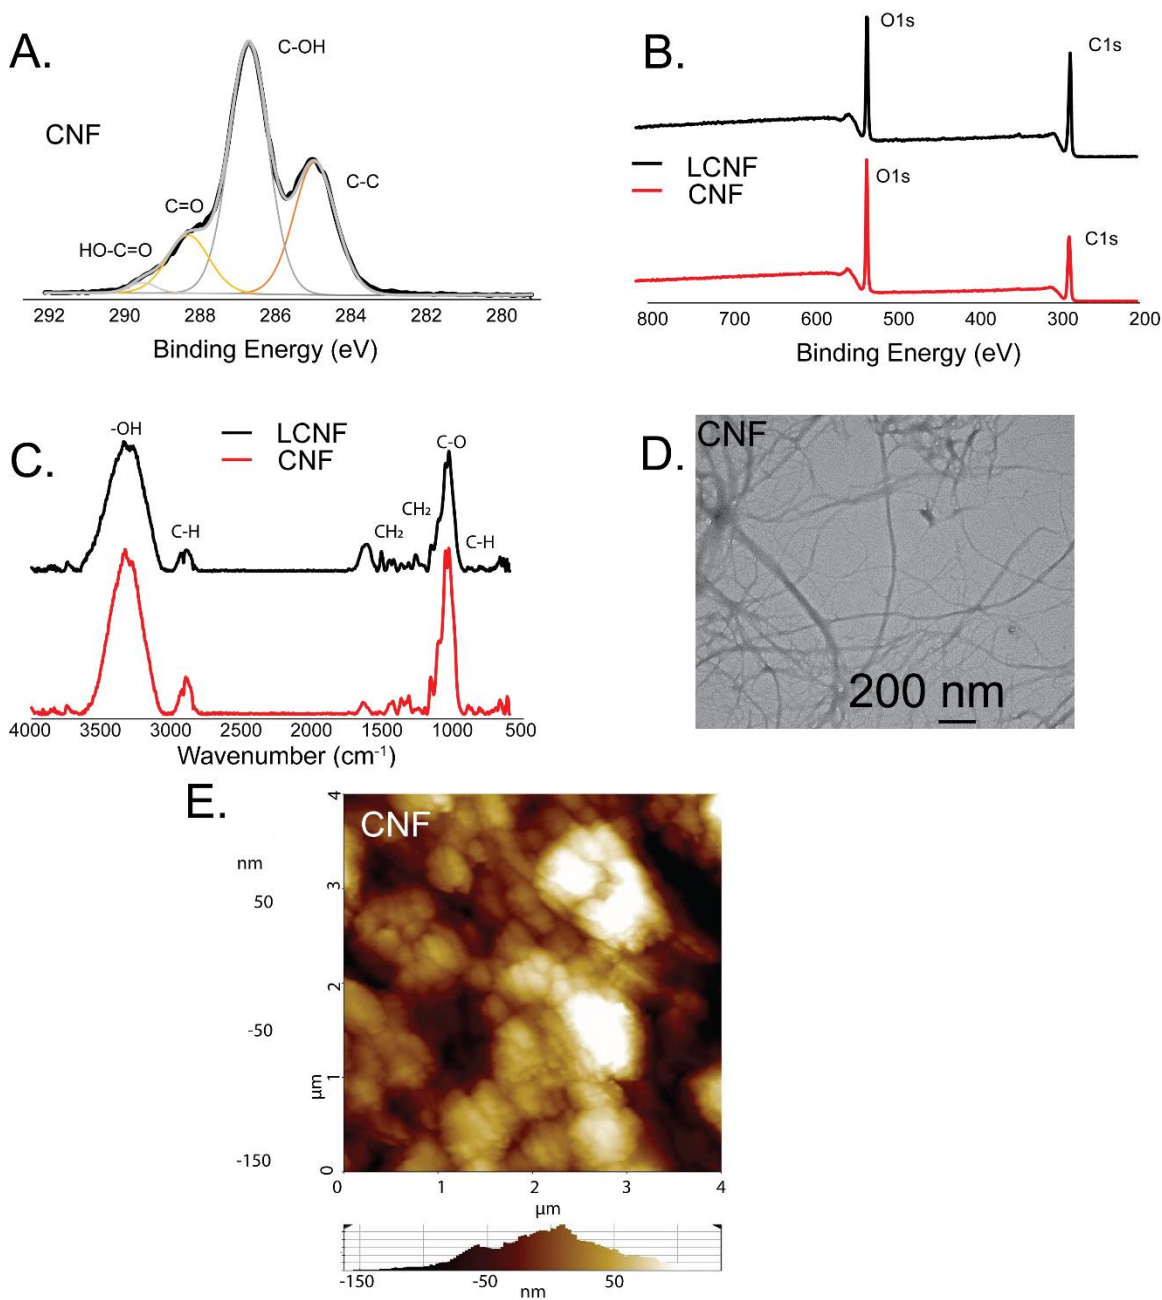 A.
CNF
C-OH
C-C
C=O
HO-C=O
292 290 288 286 284 282 280
Binding Energy (eV)
B.
O1s
C1s
LCNF
CNF
O1s
C1s
800 700 600 500 400 300 200
Binding Energy (eV)
C.
LCNF
CNF
-OH
C-H
CH₂
CH₂
C-O
C-H
4000 3500 3000 2500 2000 1500 1000 500
Wavenumber (cm⁻¹)
D.
CNF
200 nm
E.
CNF
nm
50
-50
-150
4
3
2
1
0
µm
0 1 2 3 4
µm
-150 -50 50
nm